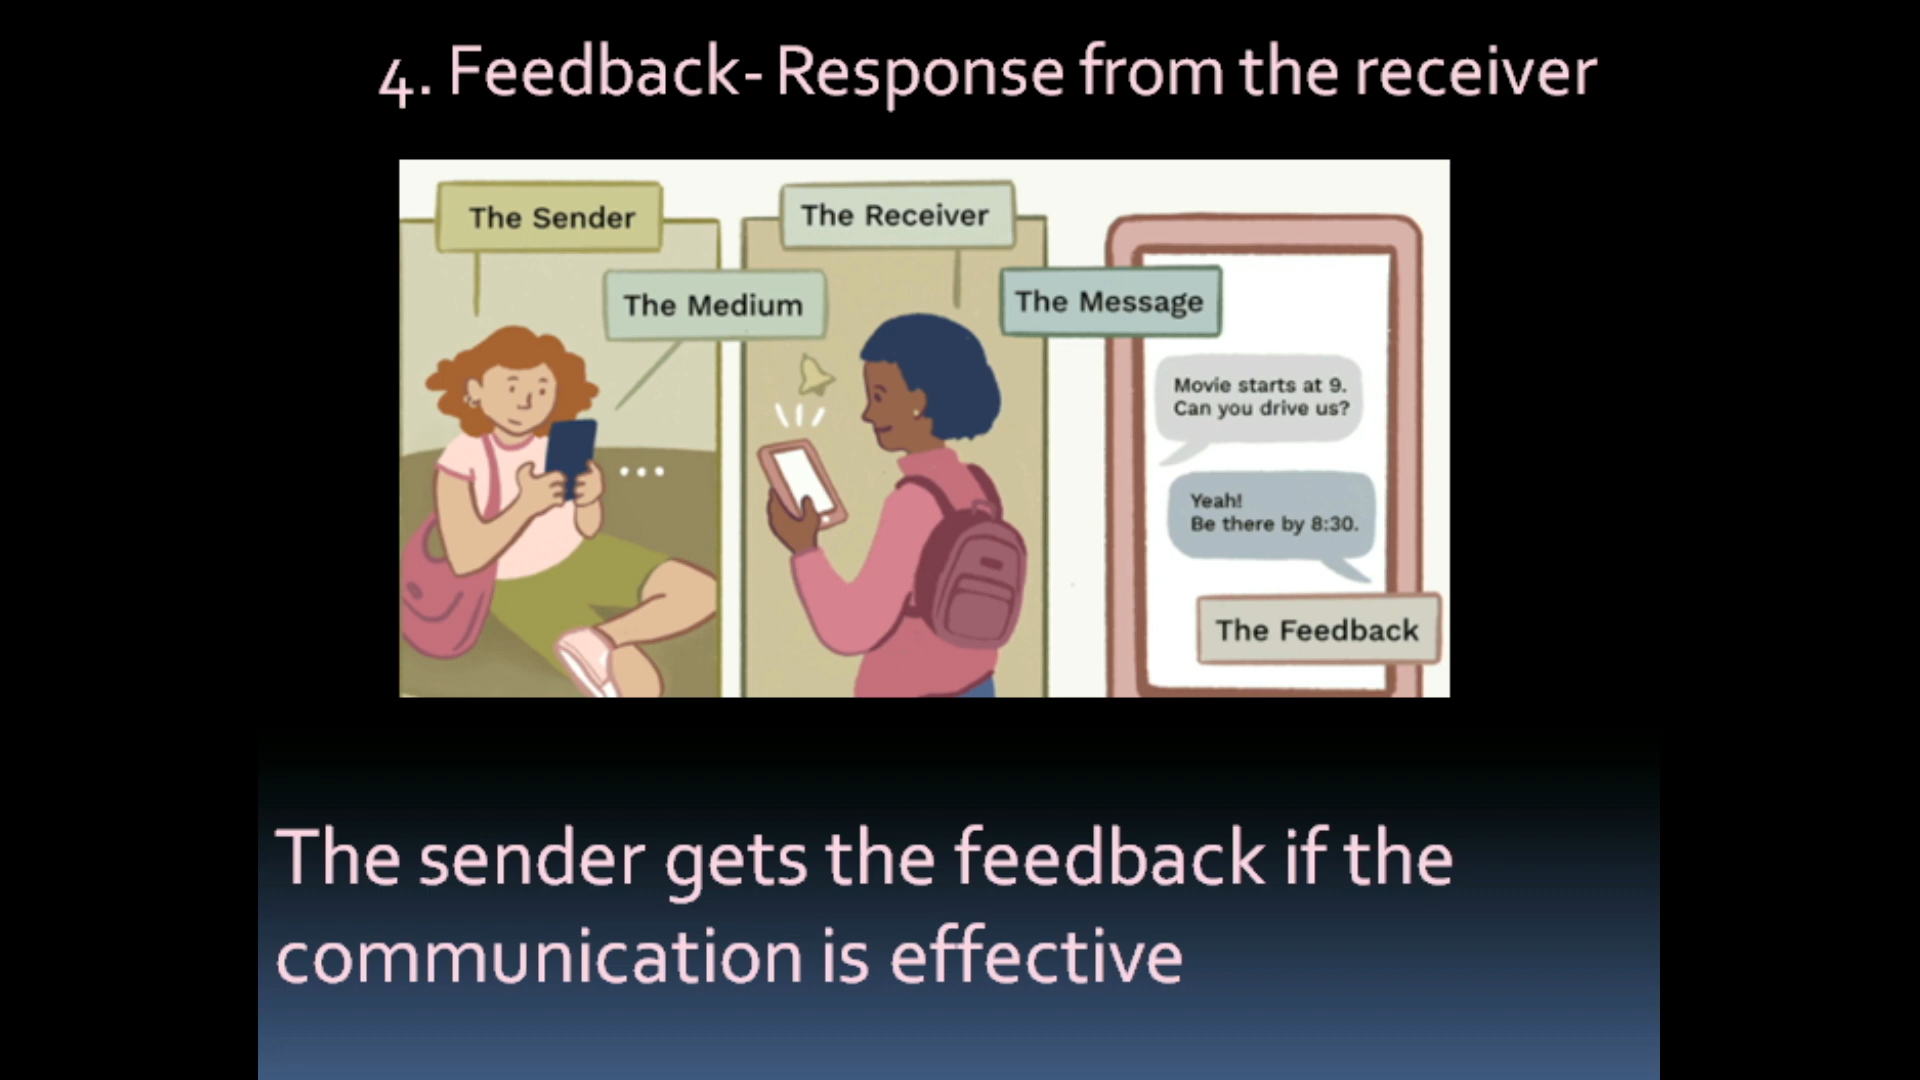 4. Feedback- Response from the receiver
The Sender
The Receiver
The Medium
The Message
Movie starts at 9.
Can you drive us?
Yeah!
Be there by 8:30.
The Feedback
The sender gets the feedback if the
communication is effective